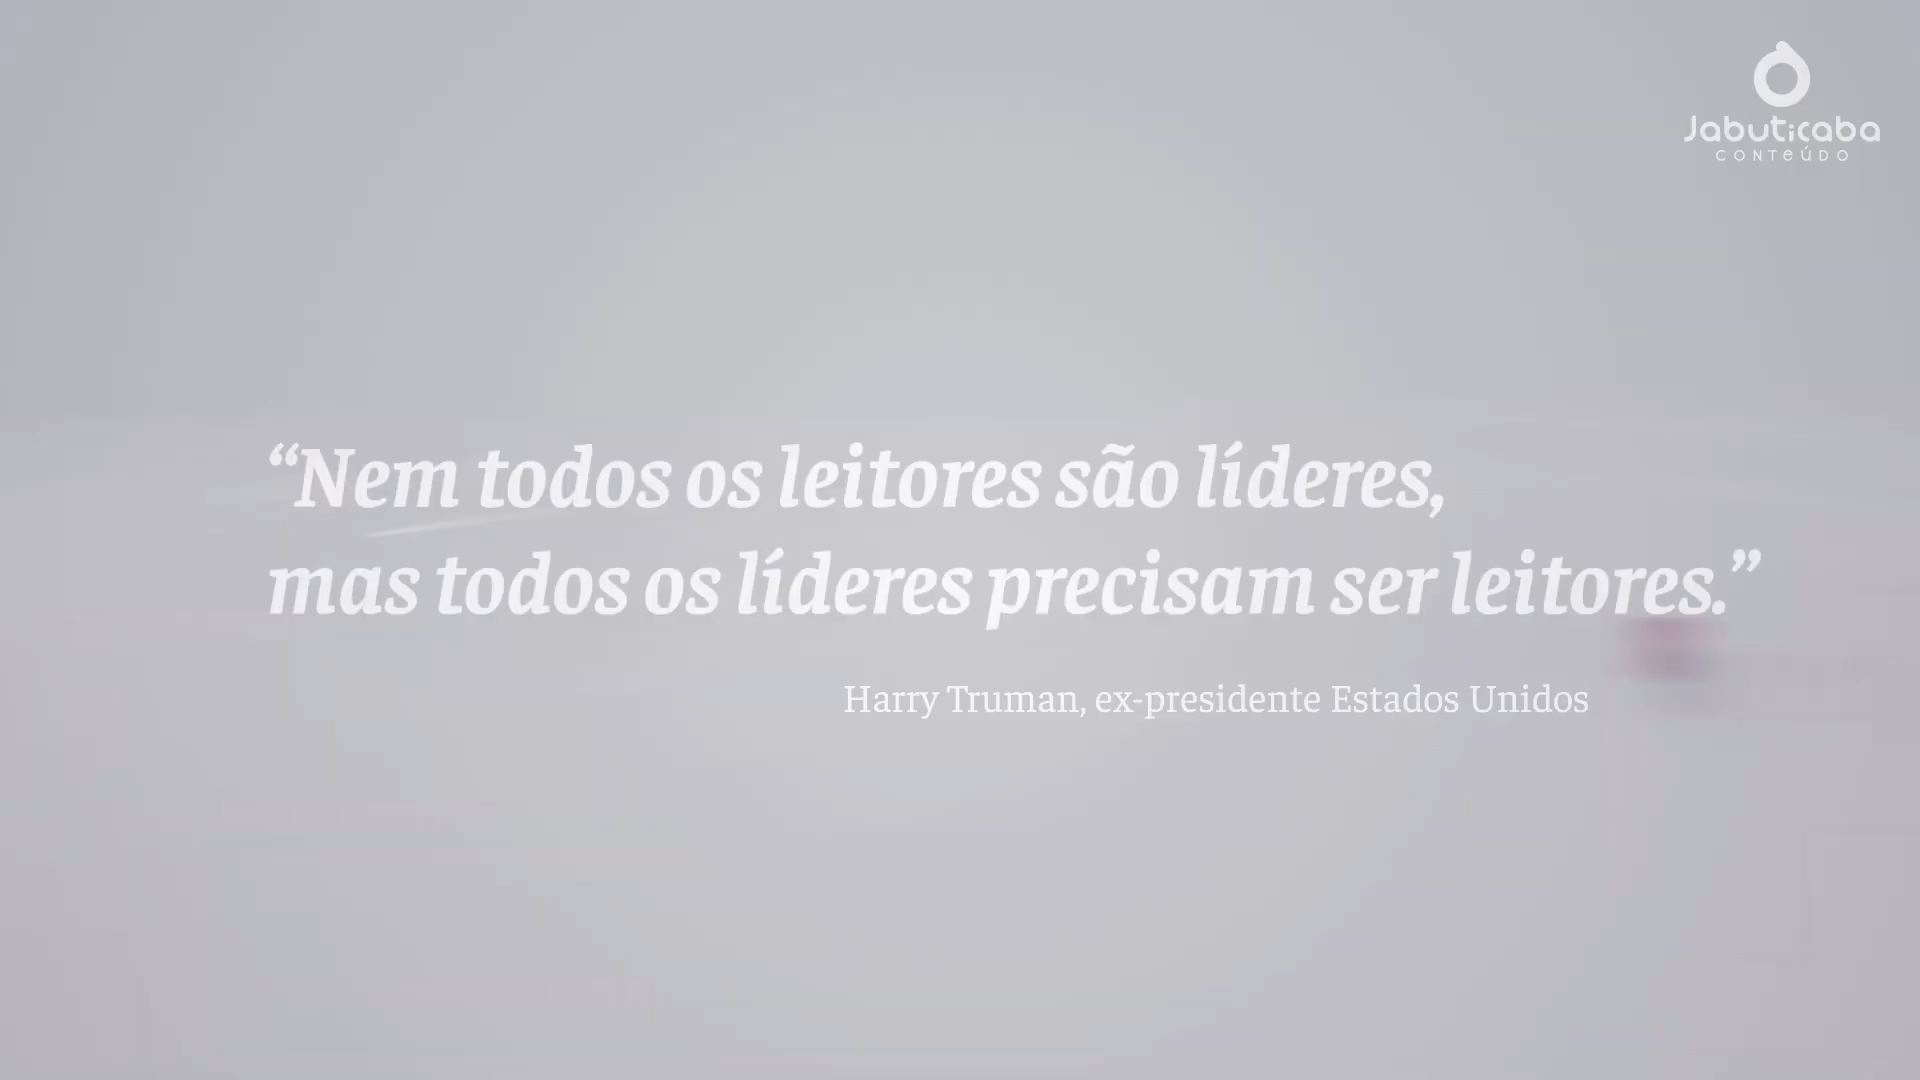 Jabuticaba
CONTEÚDO
“Nem todos os leitores são líderes,
mas todos os líderes precisam ser leitores.”
Harry Truman, ex-presidente Estados Unidos